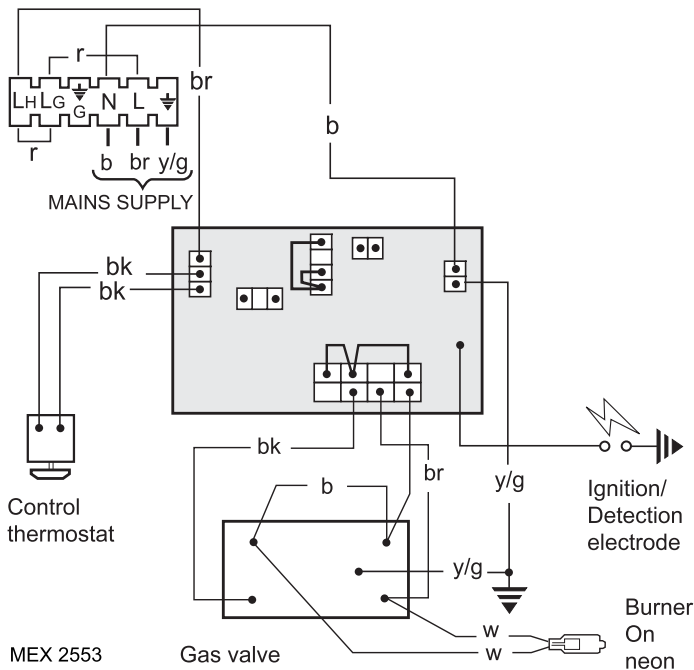 r
br
LH LG G N L
b
r
b br y/g
MAINS SUPPLY
bk
bk
bk
br
b
y/g
Control
thermostat
Ignition/
Detection
electrode
y/g
w
w
Burner
On
neon
MEX 2553
Gas valve